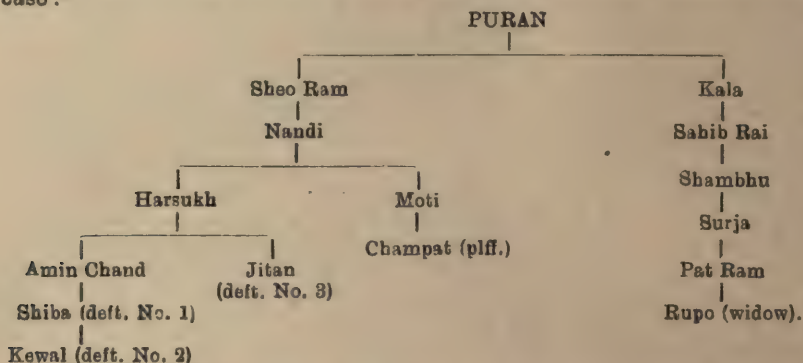 case :
PURAN
Sheo Ram Kala
Nandi Sahib Rai
Shambhu
Harsukh Moti
Surja
Champat (plff.)
Amin Chand Jitan Pat Ram
(deft. No. 3)
Shiba (deft. No. 1) Rupo (widow).
Kewal (deft. No. 2)